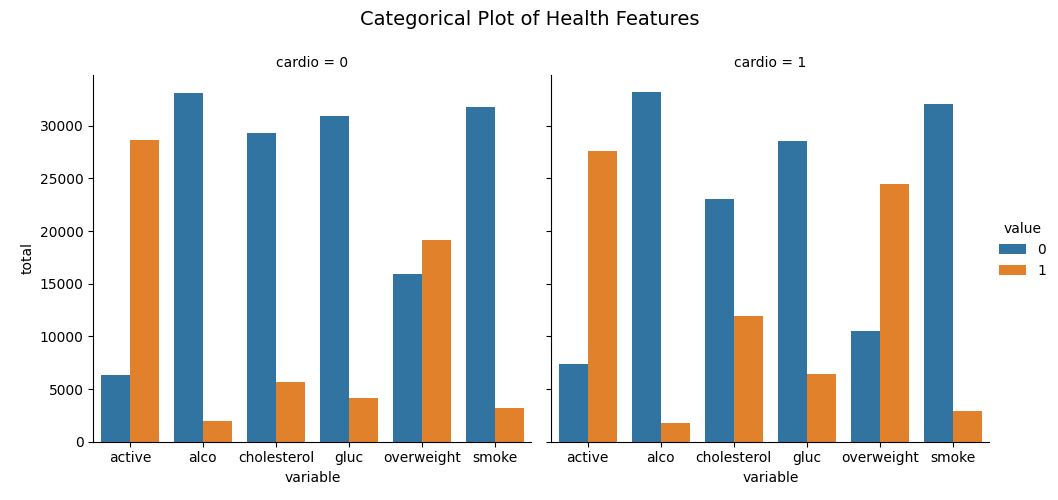 Categorical Plot of Health Features
cardio = 0
cardio = 1
total
30000
25000
20000
15000
10000
5000
0
active alco cholesterol gluc overweight smoke
variable
active alco cholesterol gluc overweight smoke
variable
value
0
1